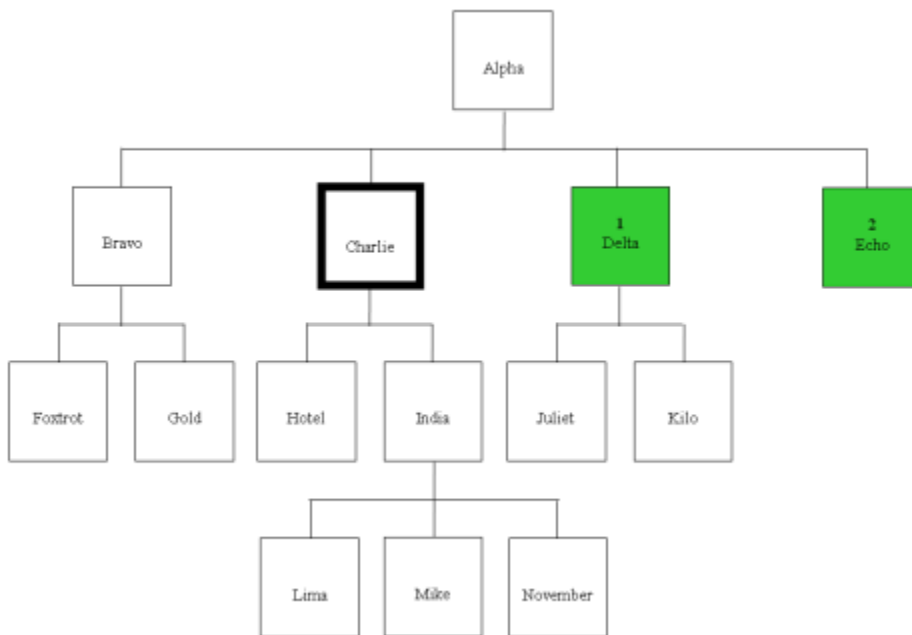 Alpha
Bravo
Charlie
1
Delta
2
Echo
Foxtrot
Gold
Hotel
India
Juliet
Kilo
Lima
Mike
November